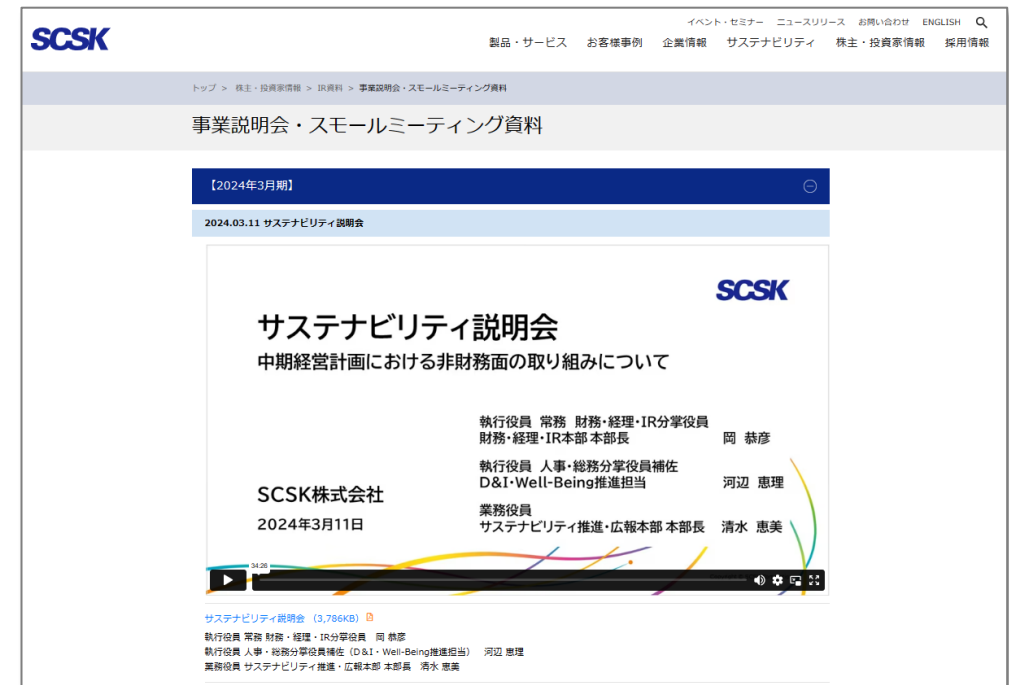 SCSK
イベント・セミナー ニュースリリース お問い合わせ ENGLISH
製品・サービス お客様事例 企業情報 サステナビリティ 株主・投資家情報 採用情報
トップ > 株主・投資家情報 > IR資料 > 事業説明会・スモールミーティング資料
事業説明会・スモールミーティング資料
【2024年3月期】
2024.03.11 サステナビリティ説明会
SCSK
サステナビリティ説明会
中期経営計画における非財務面の取り組みについて
執行役員 常務 財務・経理・IR分掌役員
財務・経理・IR本部 本部長 岡 恭彦
執行役員 人事・総務分掌役員補佐
D&I・Well-Being推進担当 河辺 恵理
業務役員
サステナビリティ推進・広報本部 本部長 清水 恵美
SCSK株式会社
2024年3月11日
34:26
サステナビリティ説明会 (3,786KB)
執行役員 常務 財務・経理・IR分掌役員 岡 恭彦
執行役員 人事・総務分掌役員補佐(D&I・Well-Being推進担当) 河辺 恵理
業務役員 サステナビリティ推進・広報本部 本部長 清水 恵美